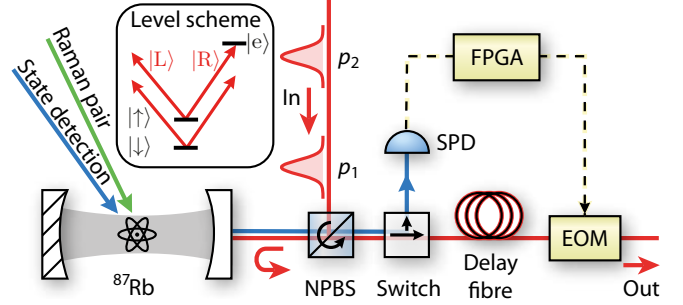 Level scheme
|L⟩
|R⟩
|e⟩
|↑⟩
|↓⟩
Raman pair
State detection
In
p₂
p₁
FPGA
SPD
EOM
⁸⁷Rb
NPBS
Switch
Delay
fibre
Out